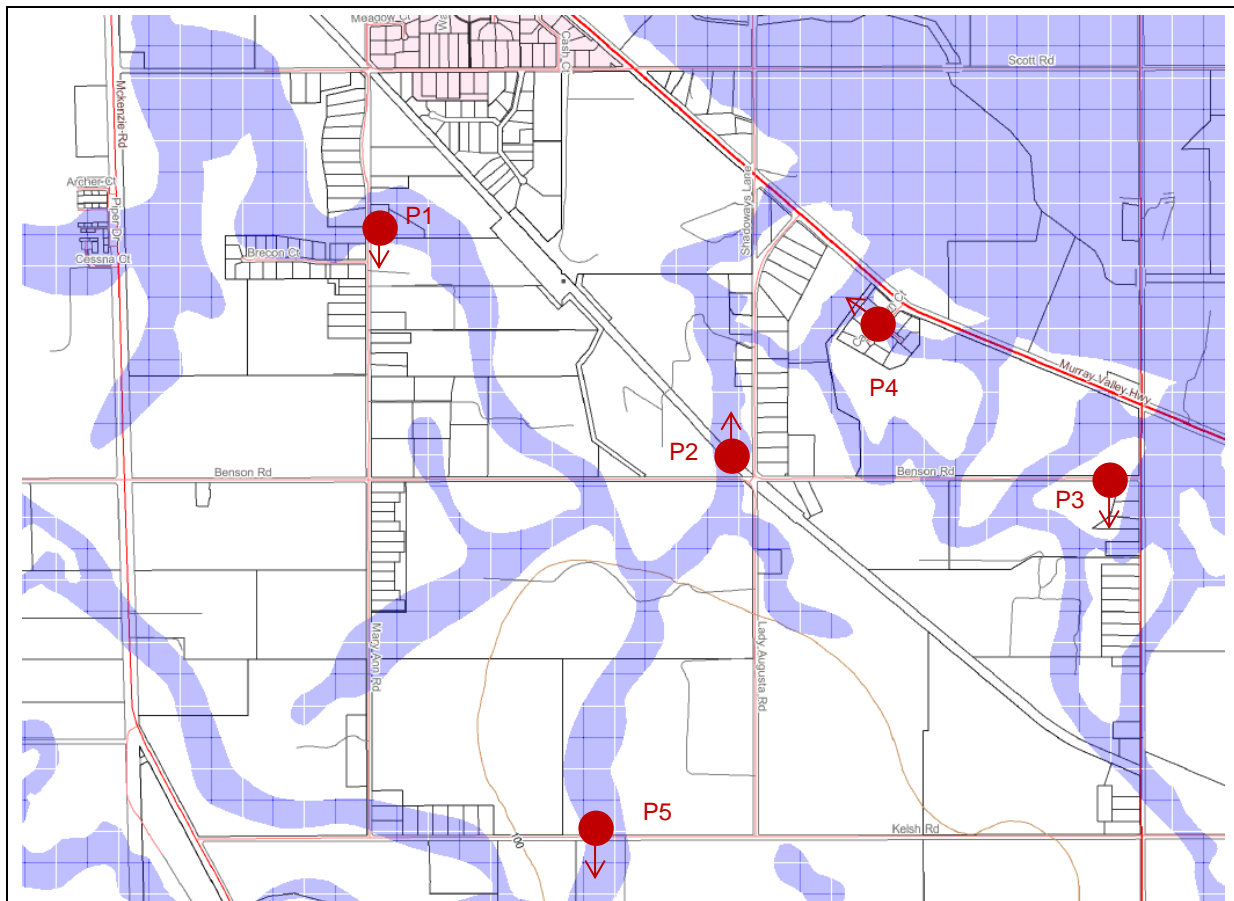 Meadow Ct
Wa
Cash Ct
Scott Rd
Mckenzie Rd
Archer Ct
Piper Dr
Cessna Ct
P1
Brecon Ct
Shadoways Lane
P4
Murray Valley Hwy
P2
Benson Rd
Benson Rd
P3
Mary Ann Rd
Lady Augusta Rd
P5
100
Kelsh Rd